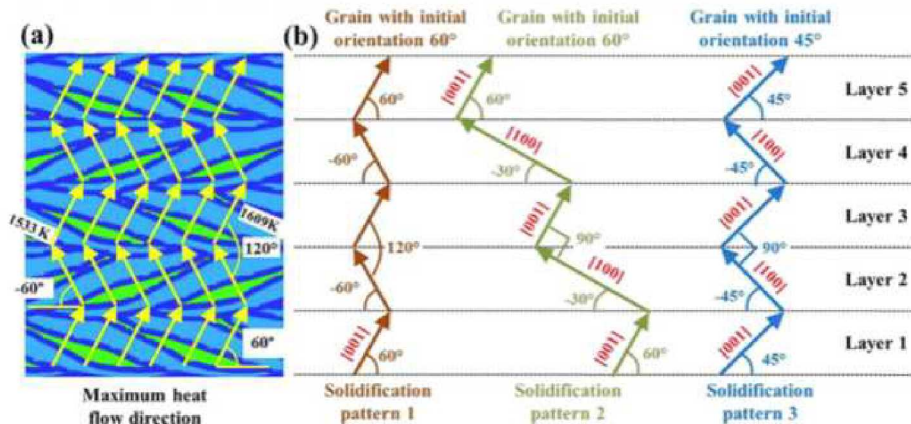 (a)
1533 K
1609K
120°
-60°
60°
Maximum heat
flow direction
(b)
Grain with initial
orientation 60°
Grain with initial
orientation 60°
Grain with initial
orientation 45°
[001]
60°
[001]
45°
Layer 5
60°
[100]
[100]
-60°
-30°
-45°
Layer 4
[001]
[001]
Layer 3
120°
90°
90°
[100]
[100]
-60°
-30°
-45°
Layer 2
[001]
60°
[001]
60°
[001]
45°
Layer 1
Solidification
pattern 1
Solidification
pattern 2
Solidification
pattern 3